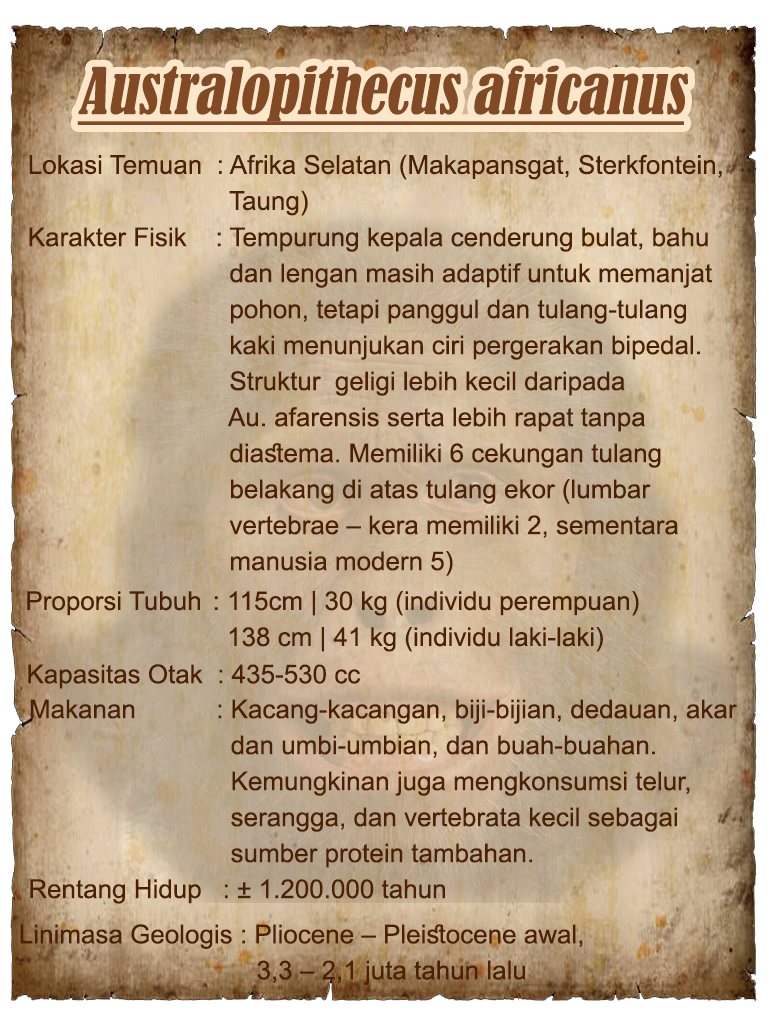 Australopithecus africanus
Lokasi Temuan : Afrika Selatan (Makapansgat, Sterkfontein,
Taung)
Karakter Fisik : Tempurung kepala cenderung bulat, bahu
dan lengan masih adaptif untuk memanjat
pohon, tetapi panggul dan tulang-tulang
kaki menunjukan ciri pergerakan bipedal.
Struktur geligi lebih kecil daripada
Au. afarensis serta lebih rapat tanpa
diastema. Memiliki 6 cekungan tulang
belakang di atas tulang ekor (lumbar
vertebrae – kera memiliki 2, sementara
manusia modern 5)
Proporsi Tubuh : 115cm | 30 kg (individu perempuan)
138 cm | 41 kg (individu laki-laki)
Kapasitas Otak : 435-530 cc
Makanan : Kacang-kacangan, biji-bijian, dedauan, akar
dan umbi-umbian, dan buah-buahan.
Kemungkinan juga mengkonsumsi telur,
serangga, dan vertebrata kecil sebagai
sumber protein tambahan.
Rentang Hidup : ± 1.200.000 tahun
Linimasa Geologis : Pliocene – Pleistocene awal,
3,3 – 2,1 juta tahun lalu